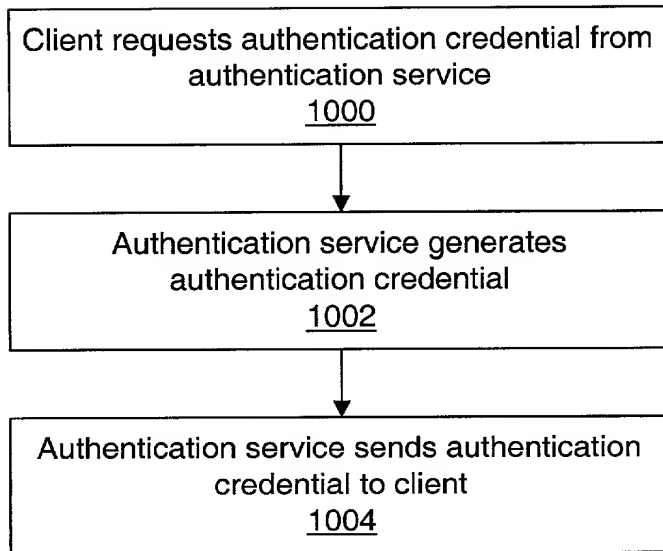 Client requests authentication credential from
authentication service
1000
Authentication service generates
authentication credential
1002
Authentication service sends authentication
credential to client
1004